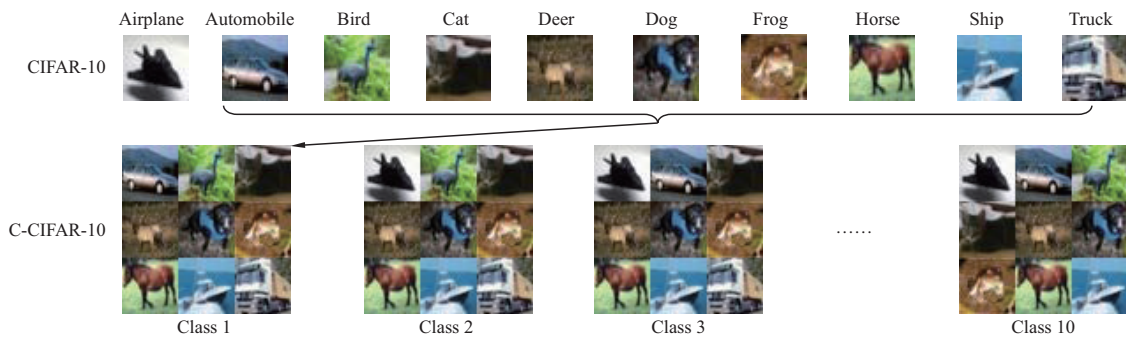 Airplane Automobile Bird Cat Deer Dog Frog Horse Ship Truck
CIFAR-10
C-CIFAR-10
……
Class 1 Class 2 Class 3 Class 10